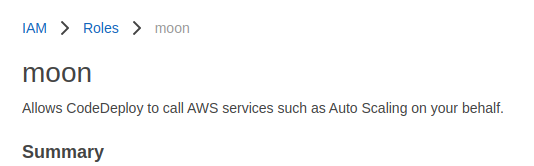 IAM > Roles > moon
moon
Allows CodeDeploy to call AWS services such as Auto Scaling on your behalf.
Summary